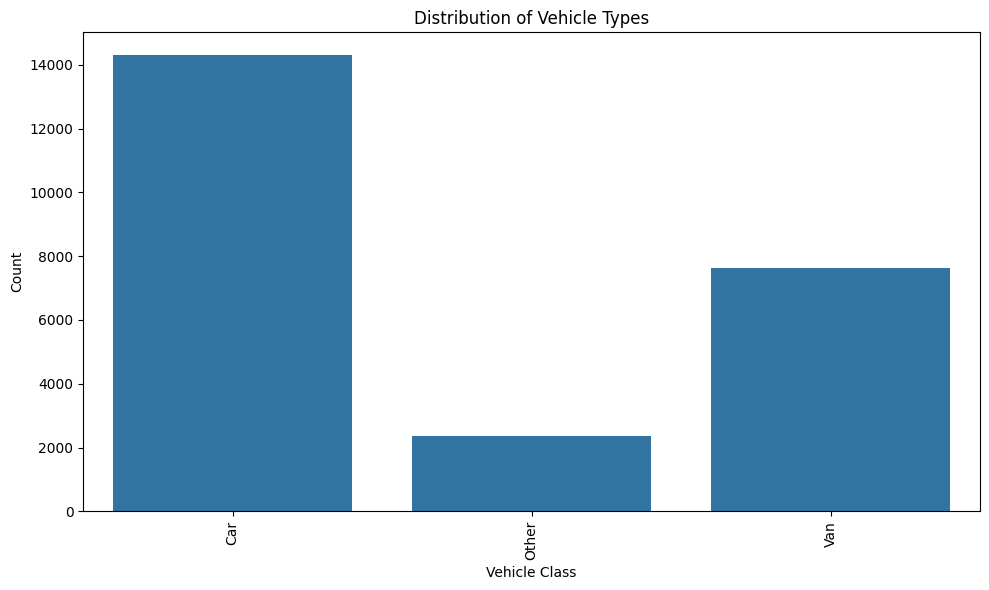 Distribution of Vehicle Types
14000
12000
10000
8000
6000
4000
2000
0
Count
Car
Other
Van
Vehicle Class